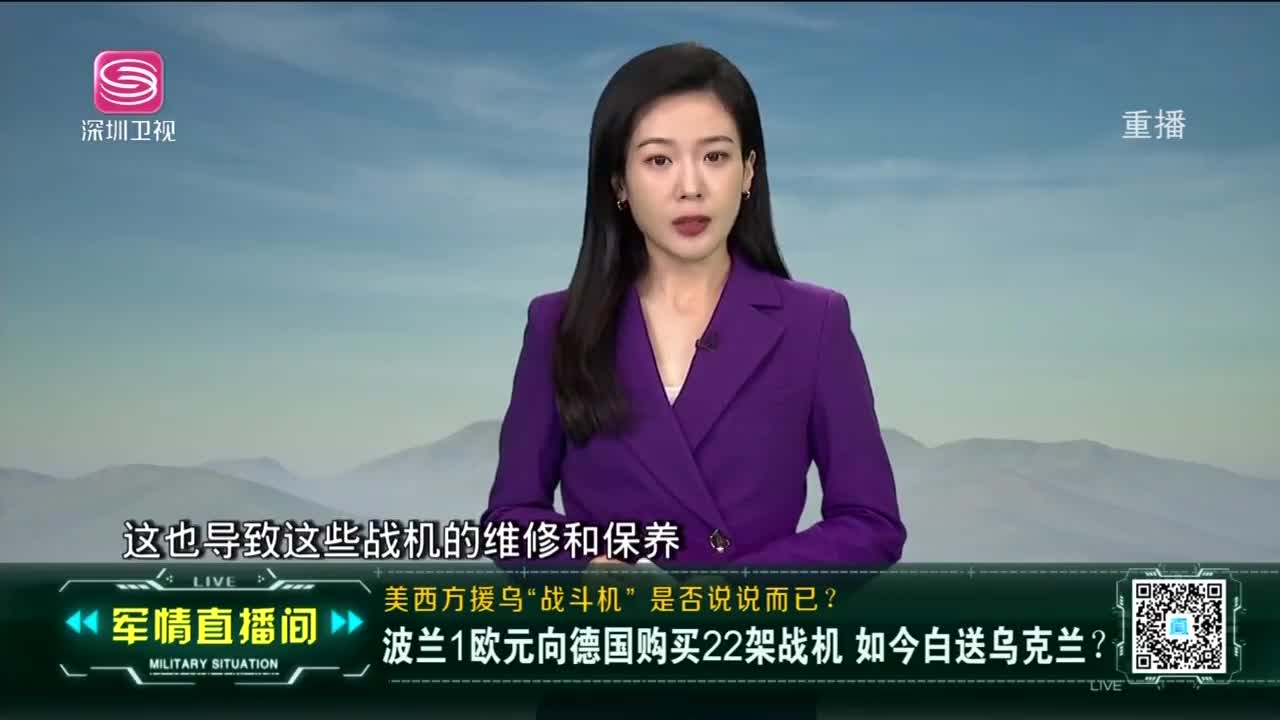 深圳卫视
重播
这也导致这些战机的维修和保养
LIVE
军情直播间
MILITARY SITUATION
美西方援乌“战斗机”是否说说而已？
波兰1欧元向德国购买22架战机 如今白送乌克兰？
LIVE